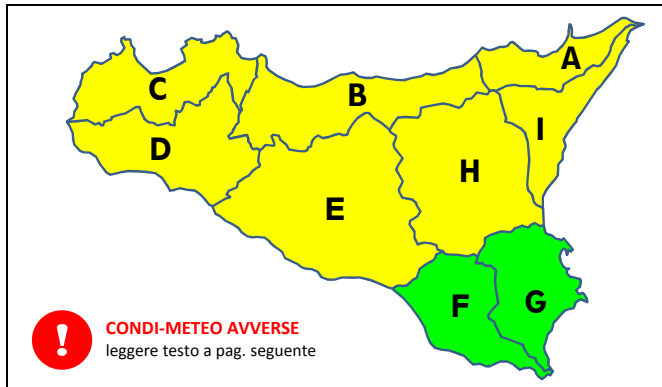 A
C
B
I
D
H
E
F
G
!
CONDI-METEO AVVERSE
leggere testo a pag. seguente